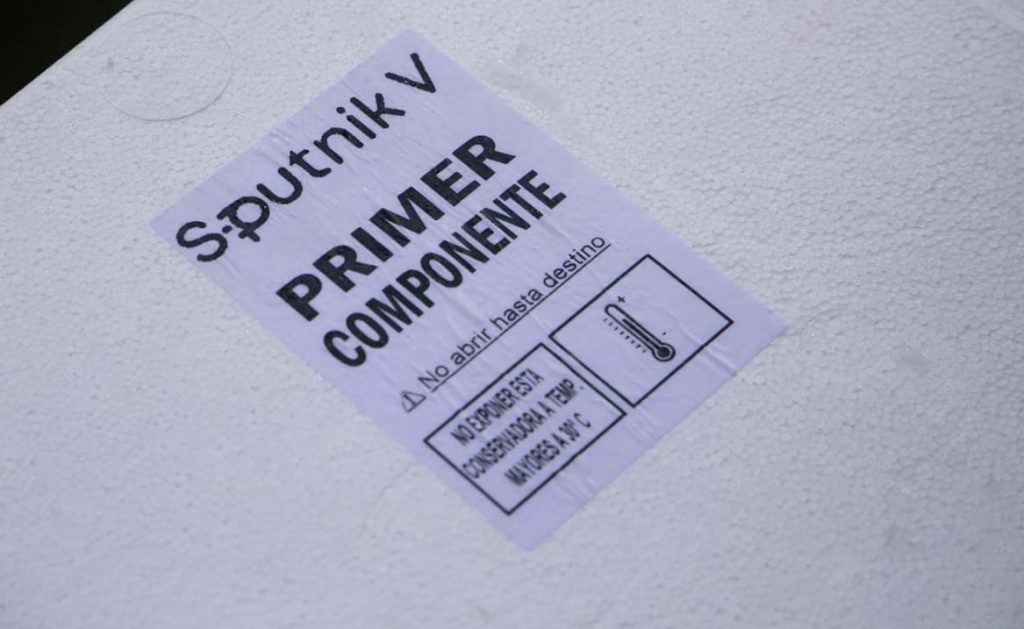 Sputnik V
PRIMER
COMPONENTE
No abrir hasta destino
+
-
NO EXPONER ESTA
CONSERVADORA A TEMP.
MAYORES A 30° C